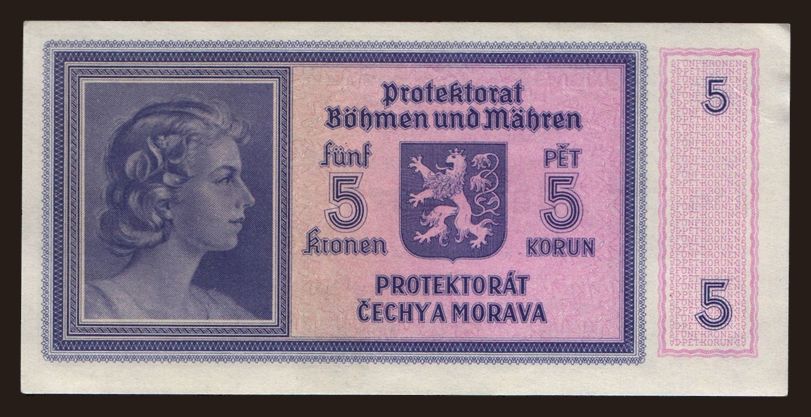 Protektorat
Böhmen und Mähren
fünf
5
Kronen
PĚT
5
KORUN
PROTEKTORÁT
ČECHY A MORAVA
5
5